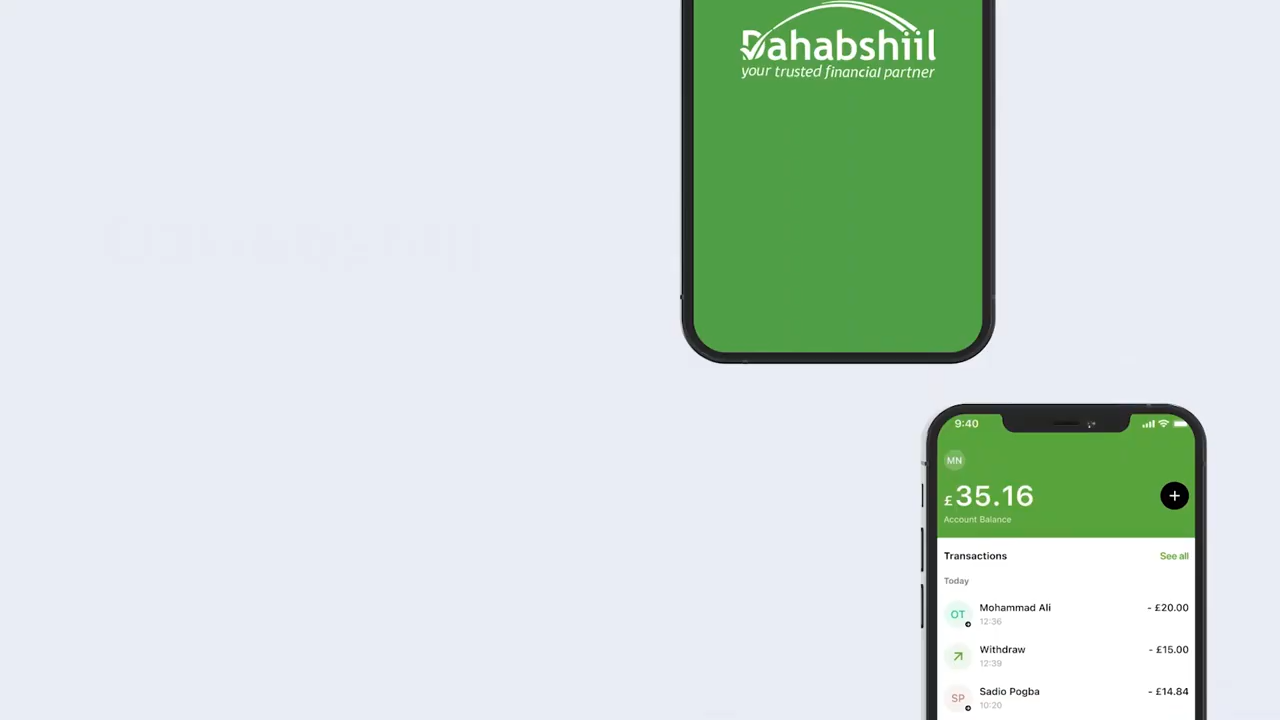 Dahabshiil
your trusted financial partner
9:40
MN
£35.16
Account Balance
Transactions See all
Today
OT Mohammad Ali - £20.00
12:36
Withdraw - £15.00
12:39
SP Sadio Pogba - £14.84
10:20